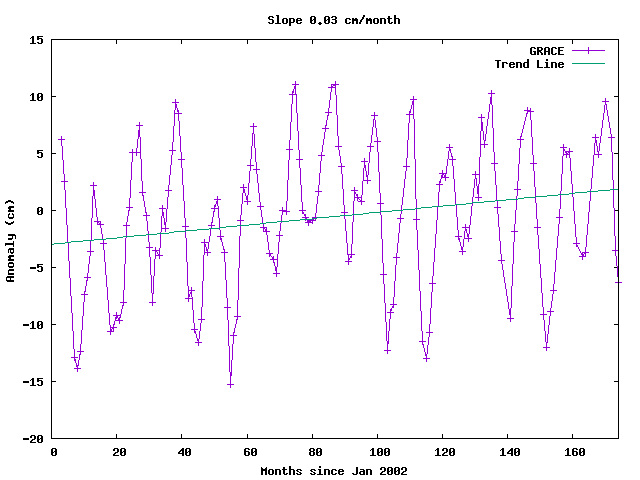 Slope 0.03 cm/month
GRACE
Trend Line
15
10
5
0
-5
-10
-15
-20
Anomaly (cm)
0 20 40 60 80 100 120 140 160
Months since Jan 2002